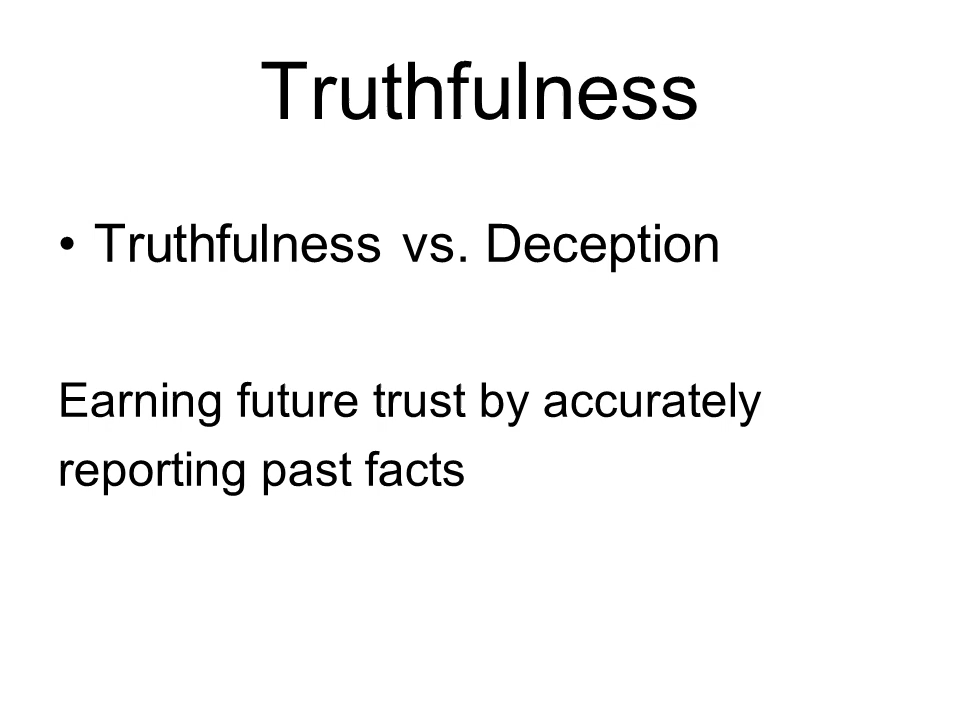 Truthfulness
• Truthfulness vs. Deception
Earning future trust by accurately
reporting past facts